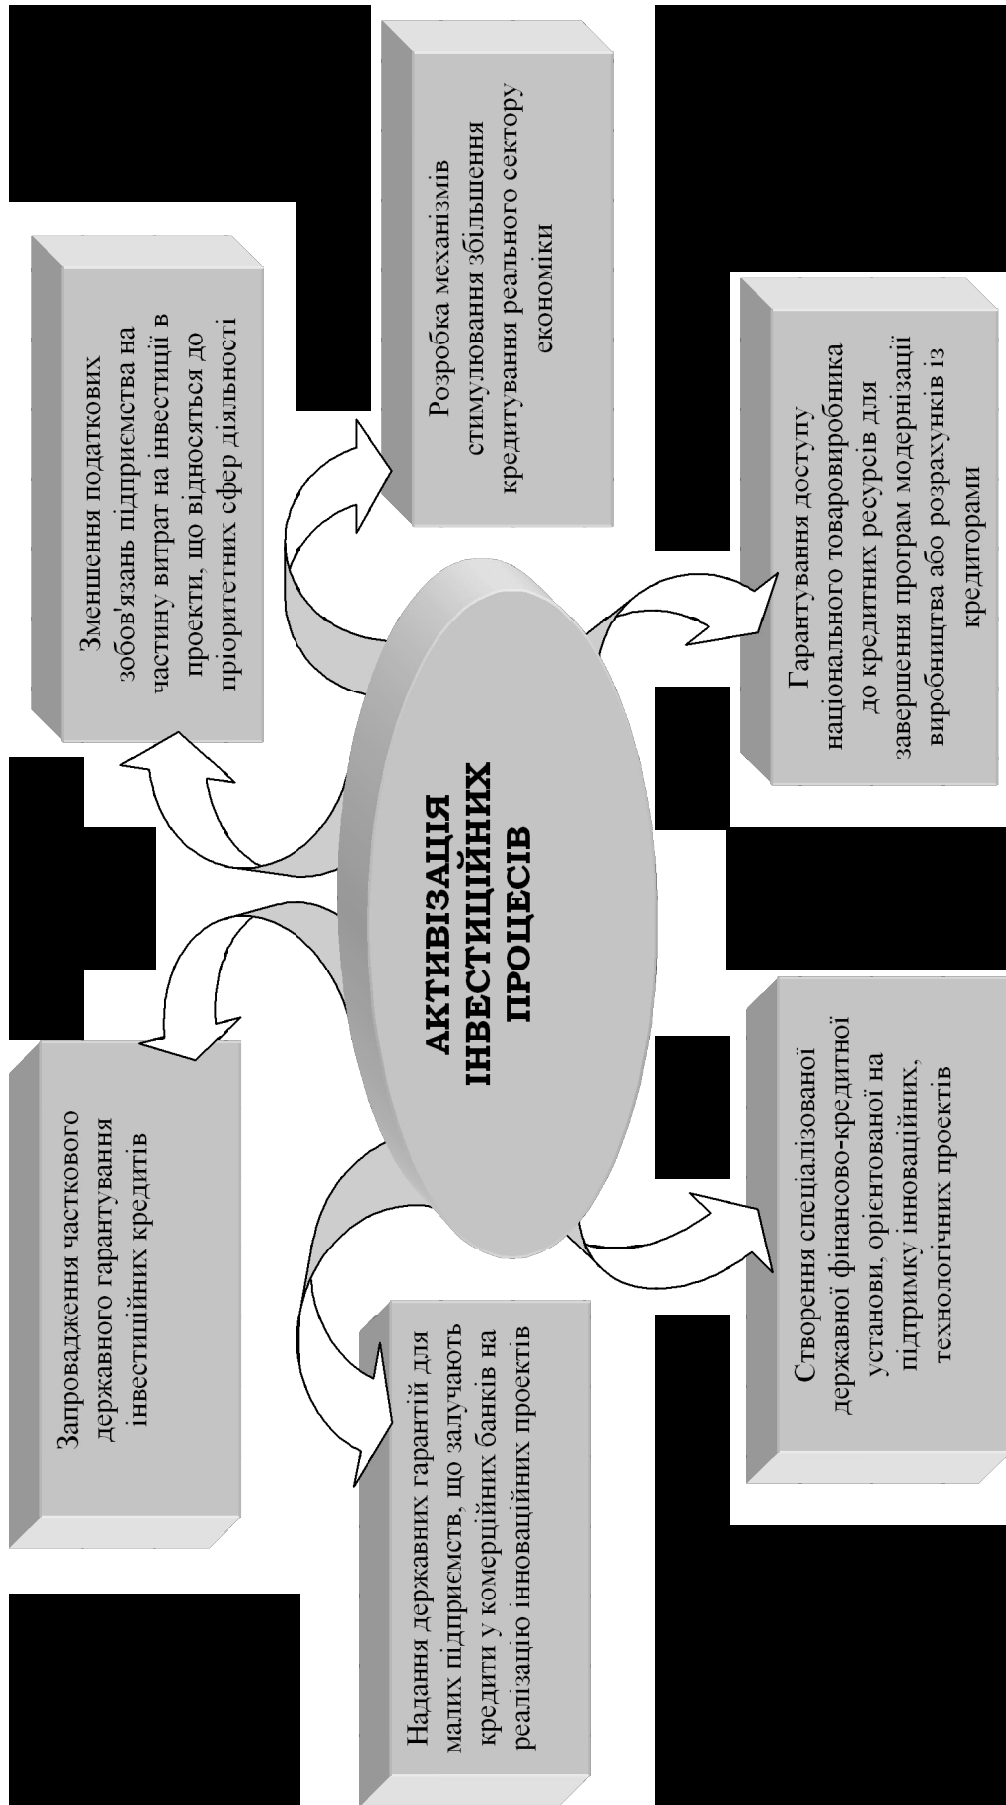 Запровадження часткового
державного гарантування
інвестиційних кредитів
Зменшення податкових
зобов'язань підприємства на
частину витрат на інвестиції в
проекти, що відносяться до
пріоритетних сфер діяльності
Надання державних гарантій для
малих підприємств, що залучають
кредити у комерційних банків на
реалізацію інноваційних проектів
АКТИВІЗАЦІЯ
ІНВЕСТИЦІЙНИХ
ПРОЦЕСІВ
Розробка механізмів
стимулювання збільшення
кредитування реального сектору
економіки
Створення спеціалізованої
державної фінансово-кредитної
установи, орієнтованої на
підтримку інноваційних,
технологічних проектів
Гарантування доступу
національного товаровиробника
до кредитних ресурсів для
завершення програм модернізації
виробництва або розрахунків із
кредиторами